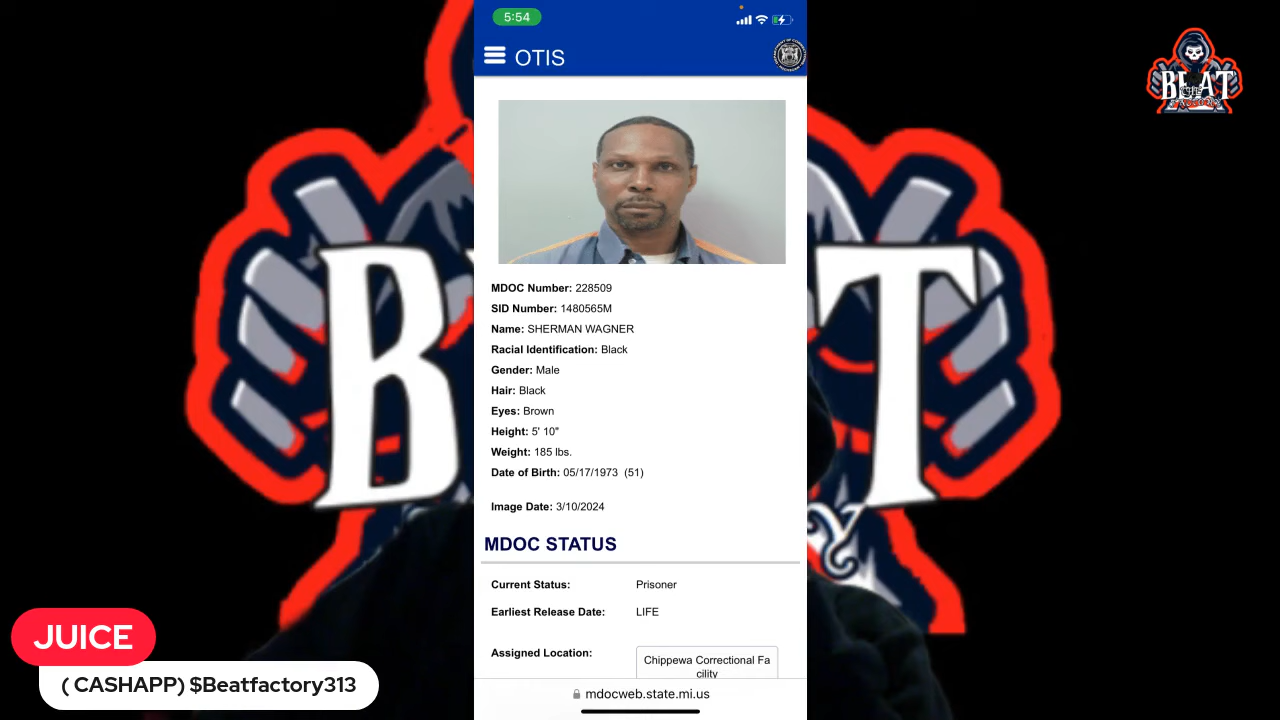 5:54
OTIS
BEAT
MDOC Number: 228509
SID Number: 1480565M
Name: SHERMAN WAGNER
Racial Identification: Black
Gender: Male
Hair: Black
Eyes: Brown
Height: 5' 10"
Weight: 185 lbs.
Date of Birth: 05/17/1973 (51)
Image Date: 3/10/2024
MDOC STATUS
Current Status: Prisoner
Earliest Release Date: LIFE
Assigned Location: Chippewa Correctional Fa
cility
mdocweb.state.mi.us
B T
JUICE
( CASHAPP) $Beatfactory313